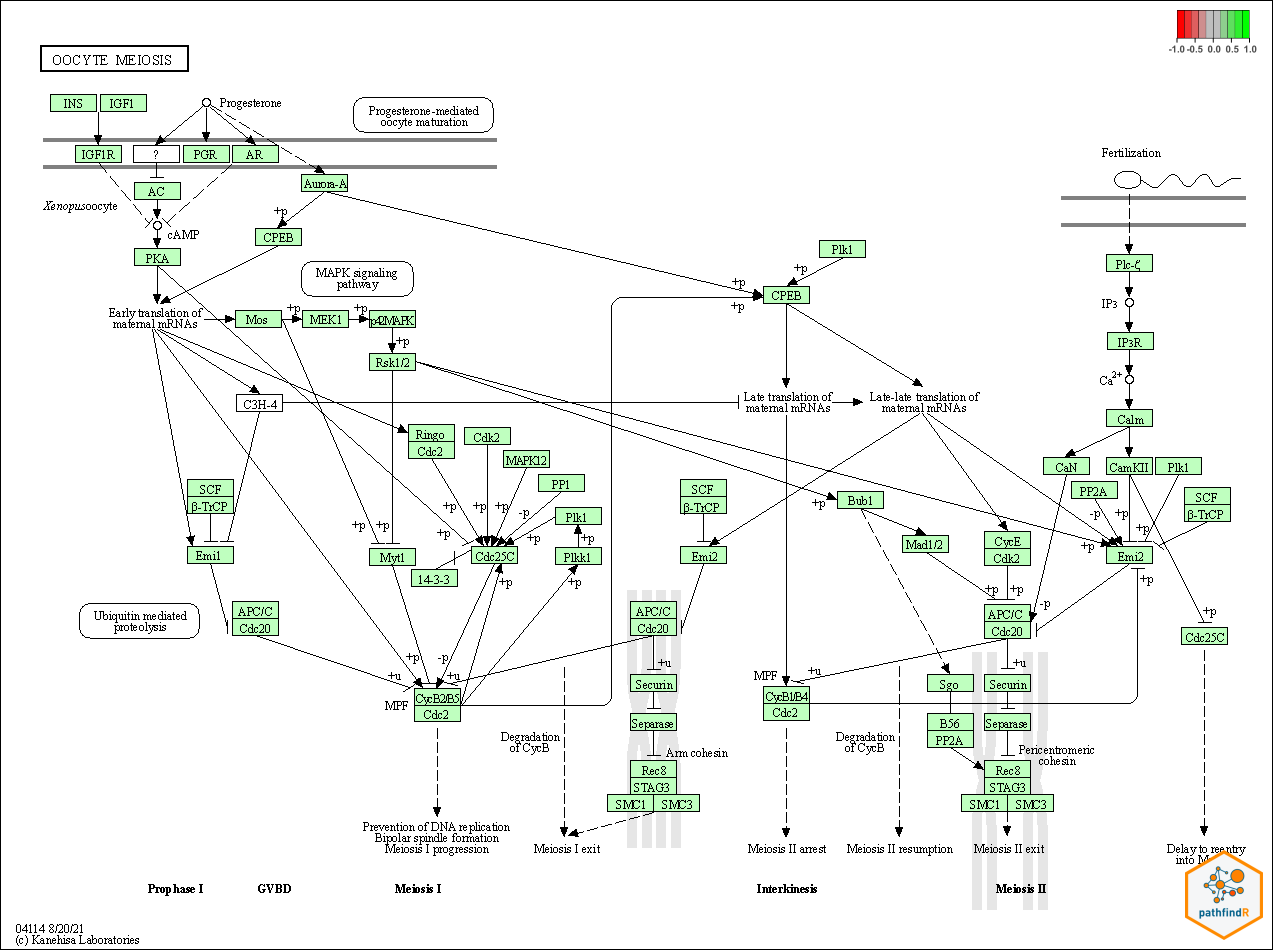 -1.0 -0.5 0.0 0.5 1.0
OOCYTE MEIOSIS
INS
IGF1
Progesterone
Progesterone-mediated
oocyte maturation
IGF1R
?
PGR
AR
Fertilization
Aurora-A
AC
Xenopus oocyte
+p
cAMP
CPEB
PKA
Plk1
Plc-ζ
MAPK signaling
pathway
+p
+p
CPEB
+p
IP3
Early translation of
maternal mRNAs
Mos
+p
MEK1
+p
p42MAPK
+p
Rsk1/2
IP3R
Ca2+
C3H-4
Late translation of
maternal mRNAs
Late-late translation of
maternal mRNAs
Calm
Ringo
Cdc2
Cdk2
MAPK12
PP1
CaN
CamKII
Plk1
SCF
β-TrCP
SCF
β-TrCP
PP2A
SCF
β-TrCP
+p
+p
+p
-p
Plk1
+p
Bub1
-p
+p
+p
+p
+p
+p
+p
+p
+p
Emi1
Myt1
Cdc25C
Plkk1
Emi2
Mad1/2
CycE
Cdk2
Emi2
14-3-3
+p
+p
+p
+p
+p
-p
+p
Ubiquitin mediated
proteolysis
APC/C
Cdc20
APC/C
Cdc20
APC/C
Cdc20
Cdc25C
+p
-p
+u
+u
+u
+u
+u
MPF
CycB2/B5
Cdc2
Securin
MPF
CycB1/B4
Cdc2
Sgo
Securin
Separase
B56
PP2A
Separase
Degradation
of CycB
Arm cohesin
Degradation
of CycB
Pericentromeric
cohesin
Rec8
STAG3
SMC1
SMC3
Rec8
STAG3
SMC1
SMC3
Prevention of DNA replication
Bipolar spindle formation
Meiosis I progression
Meiosis I exit
Meiosis II arrest
Meiosis II resumption
Meiosis II exit
Delay to reentry
into
Prophase I
GVBD
Meiosis I
Interkinesis
Meiosis II
pathfindR
04114 8/20/21
(c) Kanehisa Laboratories